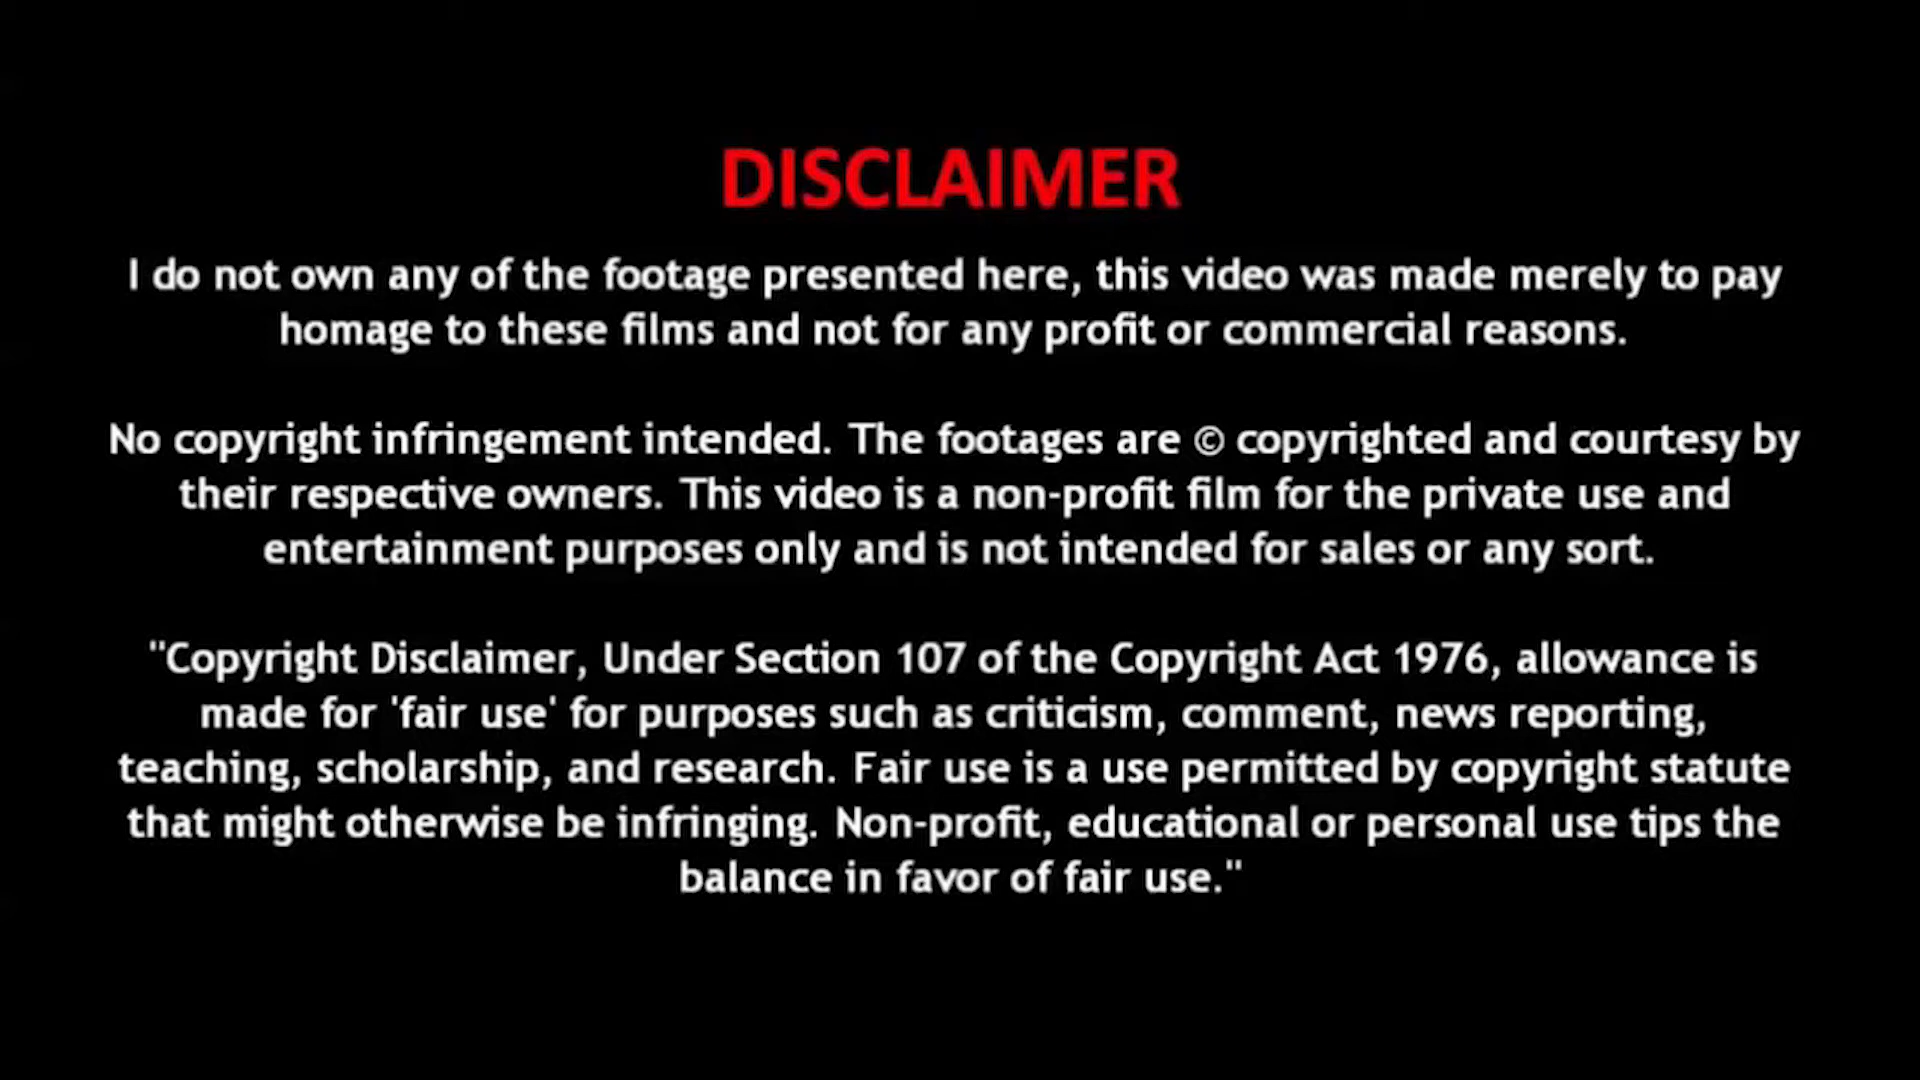 DISCLAIMER
I do not own any of the footage presented here, this video was made merely to pay
homage to these films and not for any profit or commercial reasons.
No copyright infringement intended. The footages are © copyrighted and courtesy by
their respective owners. This video is a non-profit film for the private use and
entertainment purposes only and is not intended for sales or any sort.
"Copyright Disclaimer, Under Section 107 of the Copyright Act 1976, allowance is
made for 'fair use' for purposes such as criticism, comment, news reporting,
teaching, scholarship, and research. Fair use is a use permitted by copyright statute
that might otherwise be infringing. Non-profit, educational or personal use tips the
balance in favor of fair use."